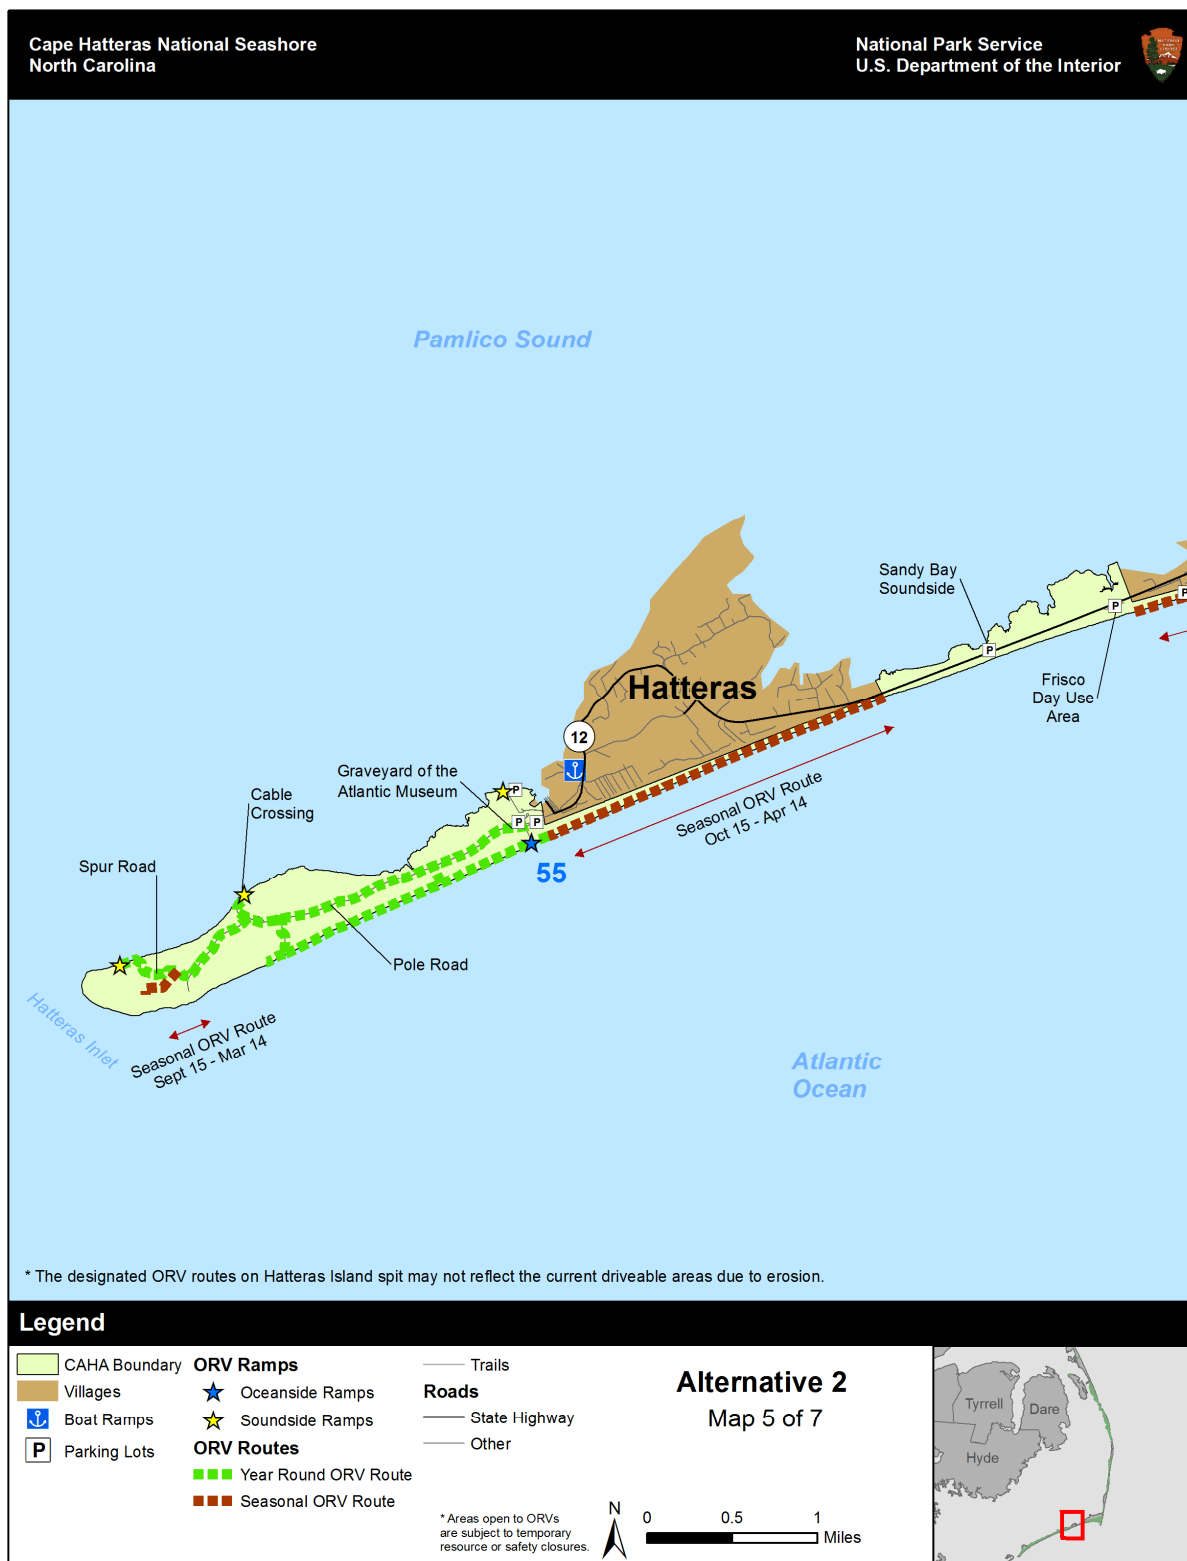 Cape Hatteras National Seashore
North Carolina
National Park Service
U.S. Department of the Interior
NATIONAL
PARK
SERVICE
Pamlico Sound
Sandy Bay
Soundside
P
P
P
Frisco
Day Use
Area
Hatteras
12
Graveyard of the
Atlantic Museum
P
P
P
Seasonal ORV Route
Oct 15 - Apr 14
Cable
Crossing
55
Spur Road
Pole Road
Hatteras Inlet
Seasonal ORV Route
Sept 15 - Mar 14
Atlantic
Ocean
* The designated ORV routes on Hatteras Island spit may not reflect the current driveable areas due to erosion.
Legend
CAHA Boundary
Villages
Boat Ramps
P Parking Lots
ORV Ramps
Oceanside Ramps
Soundside Ramps
ORV Routes
Year Round ORV Route
Seasonal ORV Route
Trails
Roads
State Highway
Other
* Areas open to ORVs
are subject to temporary
resource or safety closures.
N
0 0.5 1
Miles
Alternative 2
Map 5 of 7
Tyrrell
Dare
Hyde